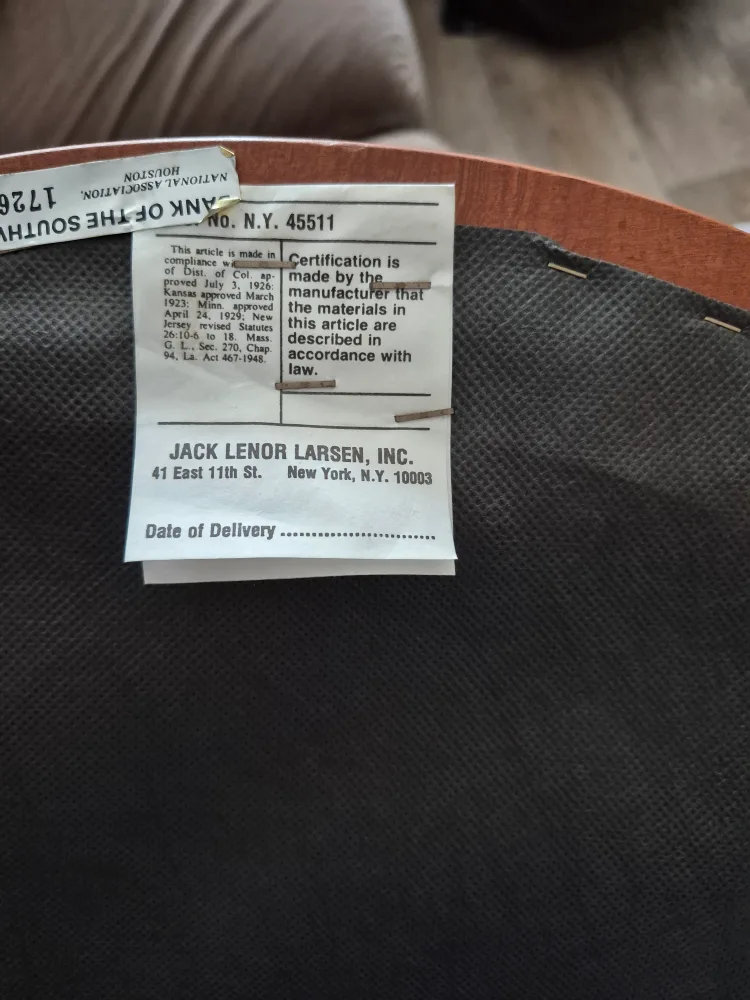 BANK OF THE SOUTHW
NATIONAL ASSOCIATION,
HOUSTON
1726
No. N.Y. 45511
This article is made in
compliance
of Dist. of Col. ap-
proved July 3, 1926;
Kansas approved March
1923; Minn. approved
April 24, 1929; New
Jersey revised Statutes
26:10-6 to 18. Mass.
G. L., Sec. 270, Chap.
94, La. Act 467-1948.
Certification is
made by the
manufacturer that
the materials in
this article are
described in
accordance with
law.
JACK LENOR LARSEN, INC.
41 East 11th St. New York, N.Y. 10003
Date of Delivery ..............................